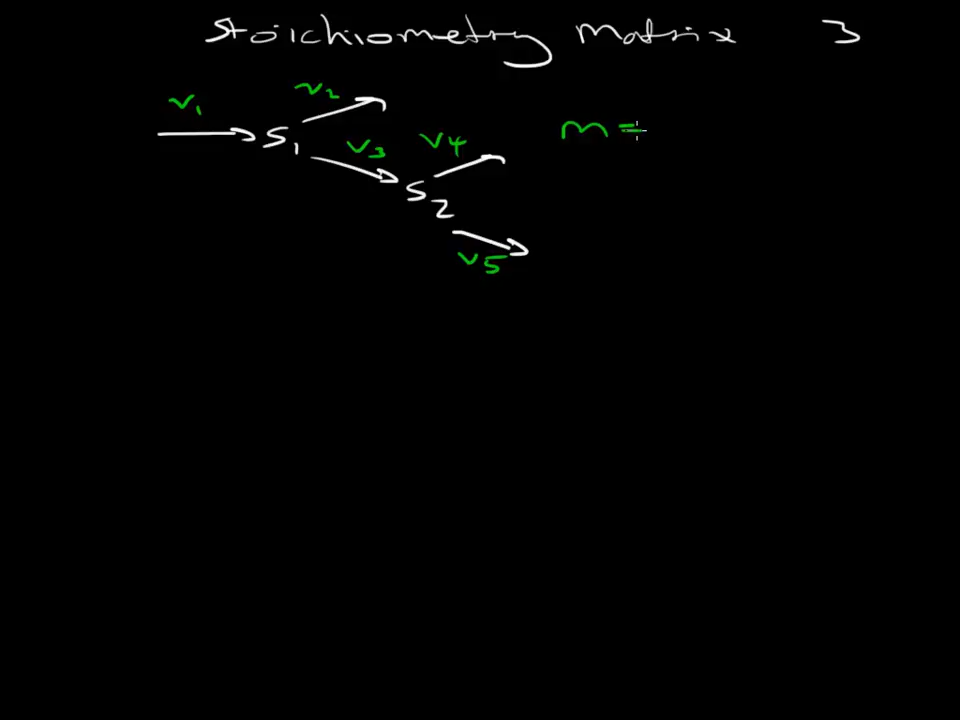 Stoichiometry Matrix 3
v1 v2
S1 v3 v4 m =
S2
v5